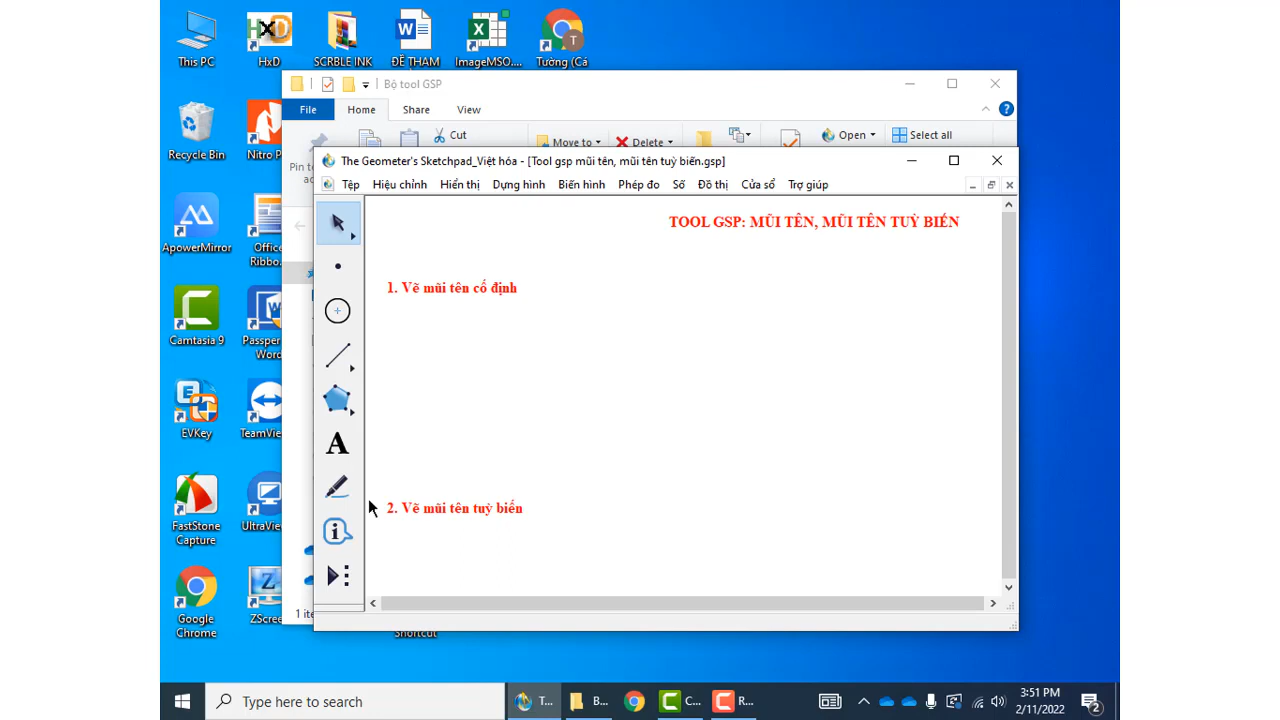 This PC
HxD
SCRBLE INK
ĐỀ THAM
ImageMSO....
Tường (Cá
Bộ tool GSP
File
Home
Share
View
Cut
Move to
Delete
Open
Select all
Recycle Bin
Nitro P
Pin t
ac
The Geometer's Sketchpad_Việt hóa - [Tool gsp mũi tên, mũi tên tuỳ biến.gsp]
Tệp
Hiệu chỉnh
Hiển thị
Dựng hình
Biến hình
Phép đo
Số
Đồ thị
Cửa sổ
Trợ giúp
TOOL GSP: MŨI TÊN, MŨI TÊN TUỲ BIẾN
ApowerMirror
Office
Ribbo..
1. Vẽ mũi tên cố định
A
Camtasia 9
Passper
Word
EVKey
TeamView
2. Vẽ mũi tên tuỳ biến
FastStone
Capture
UltraView
Google
Chrome
ZScree
1 ite
Shortcut
Type here to search
T...
B...
C...
R...
3:51 PM
2/11/2022
2